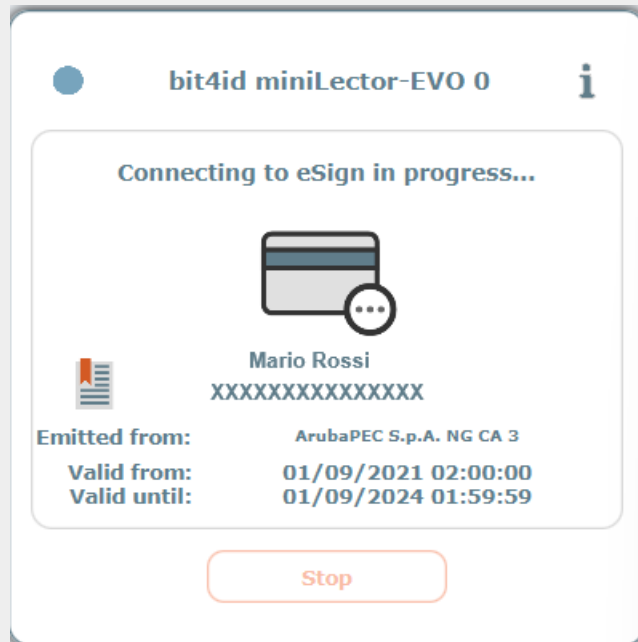 bit4id miniLector-EVO 0
Connecting to eSign in progress...
Mario Rossi
XXXXXXXXXXXXXXX
Emitted from: ArubaPEC S.p.A. NG CA 3
Valid from: 01/09/2021 02:00:00
Valid until: 01/09/2024 01:59:59
Stop